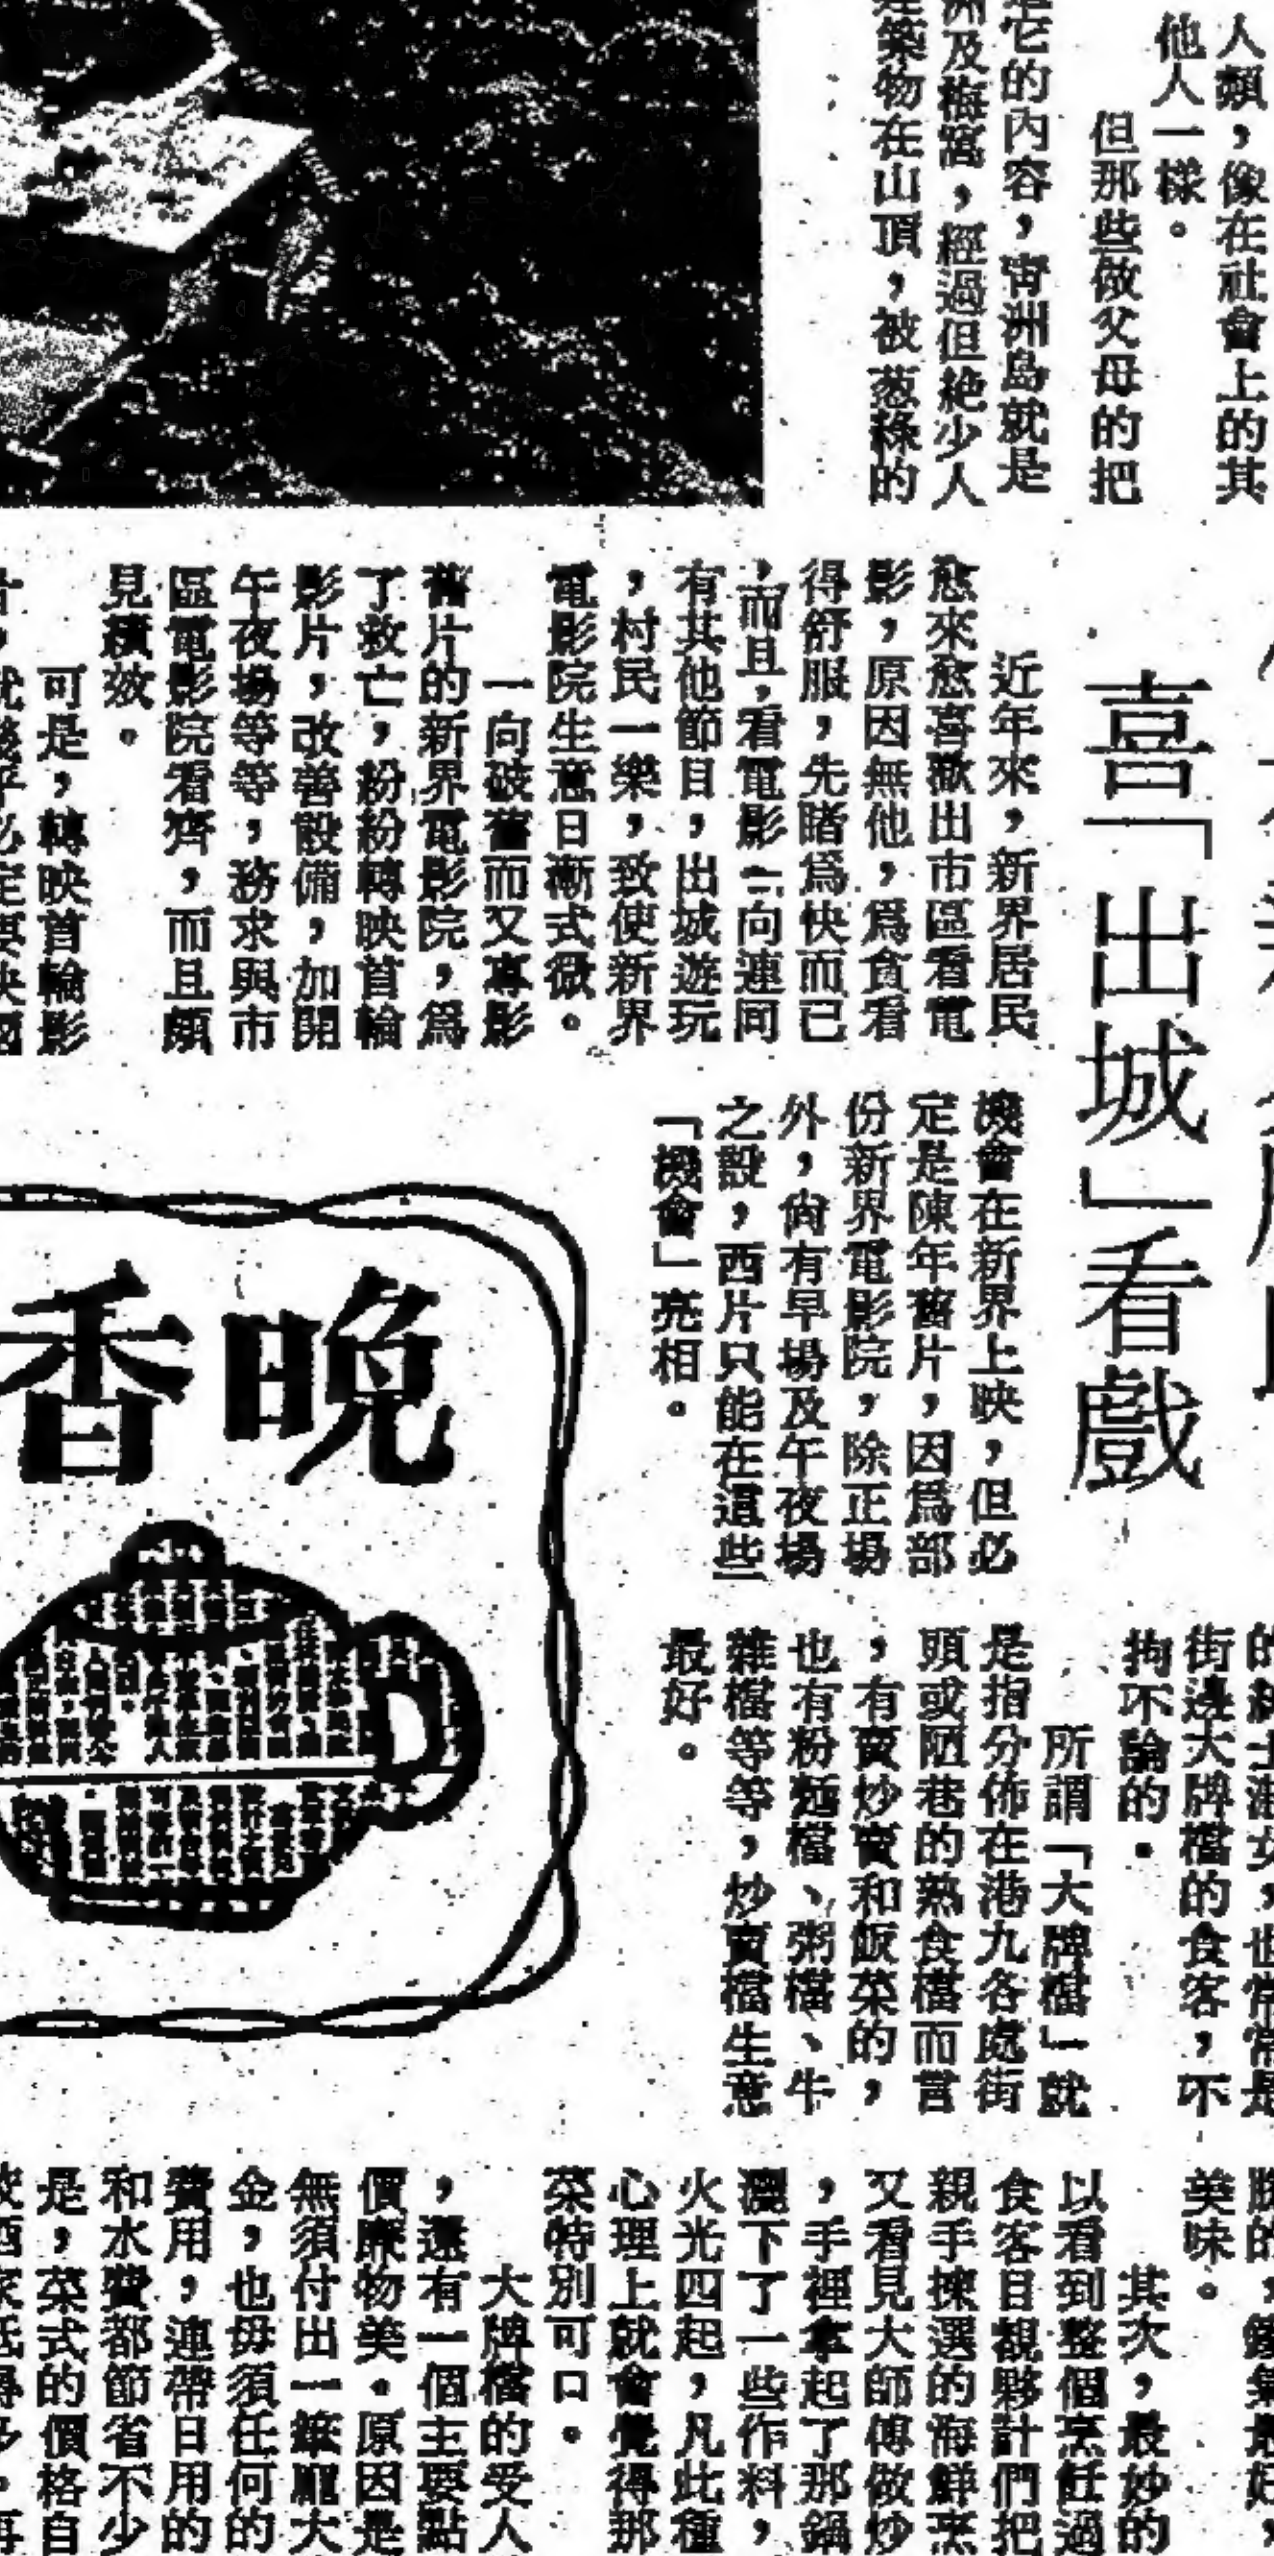 人類，像在社會上的其
他人一樣。
但那些做父母的把
它的內容，甯洲島就是
洲及梅窩，經過但絶少人
建築物在山頂，被葱綠的
喜「出城」看戲
近年來，新界居民
愈來愈喜歡出市區看電
影，原因無他，爲貪看
得舒服，先睹爲快而已
，而且，看電影一向連同
有其他節目，出城遊玩
，村民一樂，致使新界
電影院生意日漸式微。
一向破舊而又專影
舊片的新界電影院，爲
了救亡，紛紛轉映首輪
影片，改善設備，加開
午夜場等等，務求與市
區電影院看齊，而且頗
見績效。
可是，轉映首輪影
機會在新界上映，但必
定是陳年舊片，因爲部
份新界電影院，除正場
外，尚有早場及午夜場
之設，西片只能在這些
「機會」亮相。
晚香
街邊大牌檔的食客，不
拘不論的．
所謂「大牌檔」就
是指分佈在港九各處街
頭或陋巷的熟食檔而言
，有賣炒賣和飯菜的，
也有粉麵檔、粥檔、牛
雜檔等等，炒賣檔生意
最好。
美味。
其次，最妙的
以看到整個烹飪過
食客目覩夥計們把
親手揀選的海鮮烹
又看見大師傅做炒
，手裡拿起了那鍋
灑下了一些作料，
火光四起，凡此種
心理上就會覺得那
菜特別可口。
大牌檔的受人
，還有一個主要點
價廉物美。原因是
無須付出一筆龐大
金，也毋須任何的
費用，連帶日用的
和水費都節省不少
是，菜式的價格自